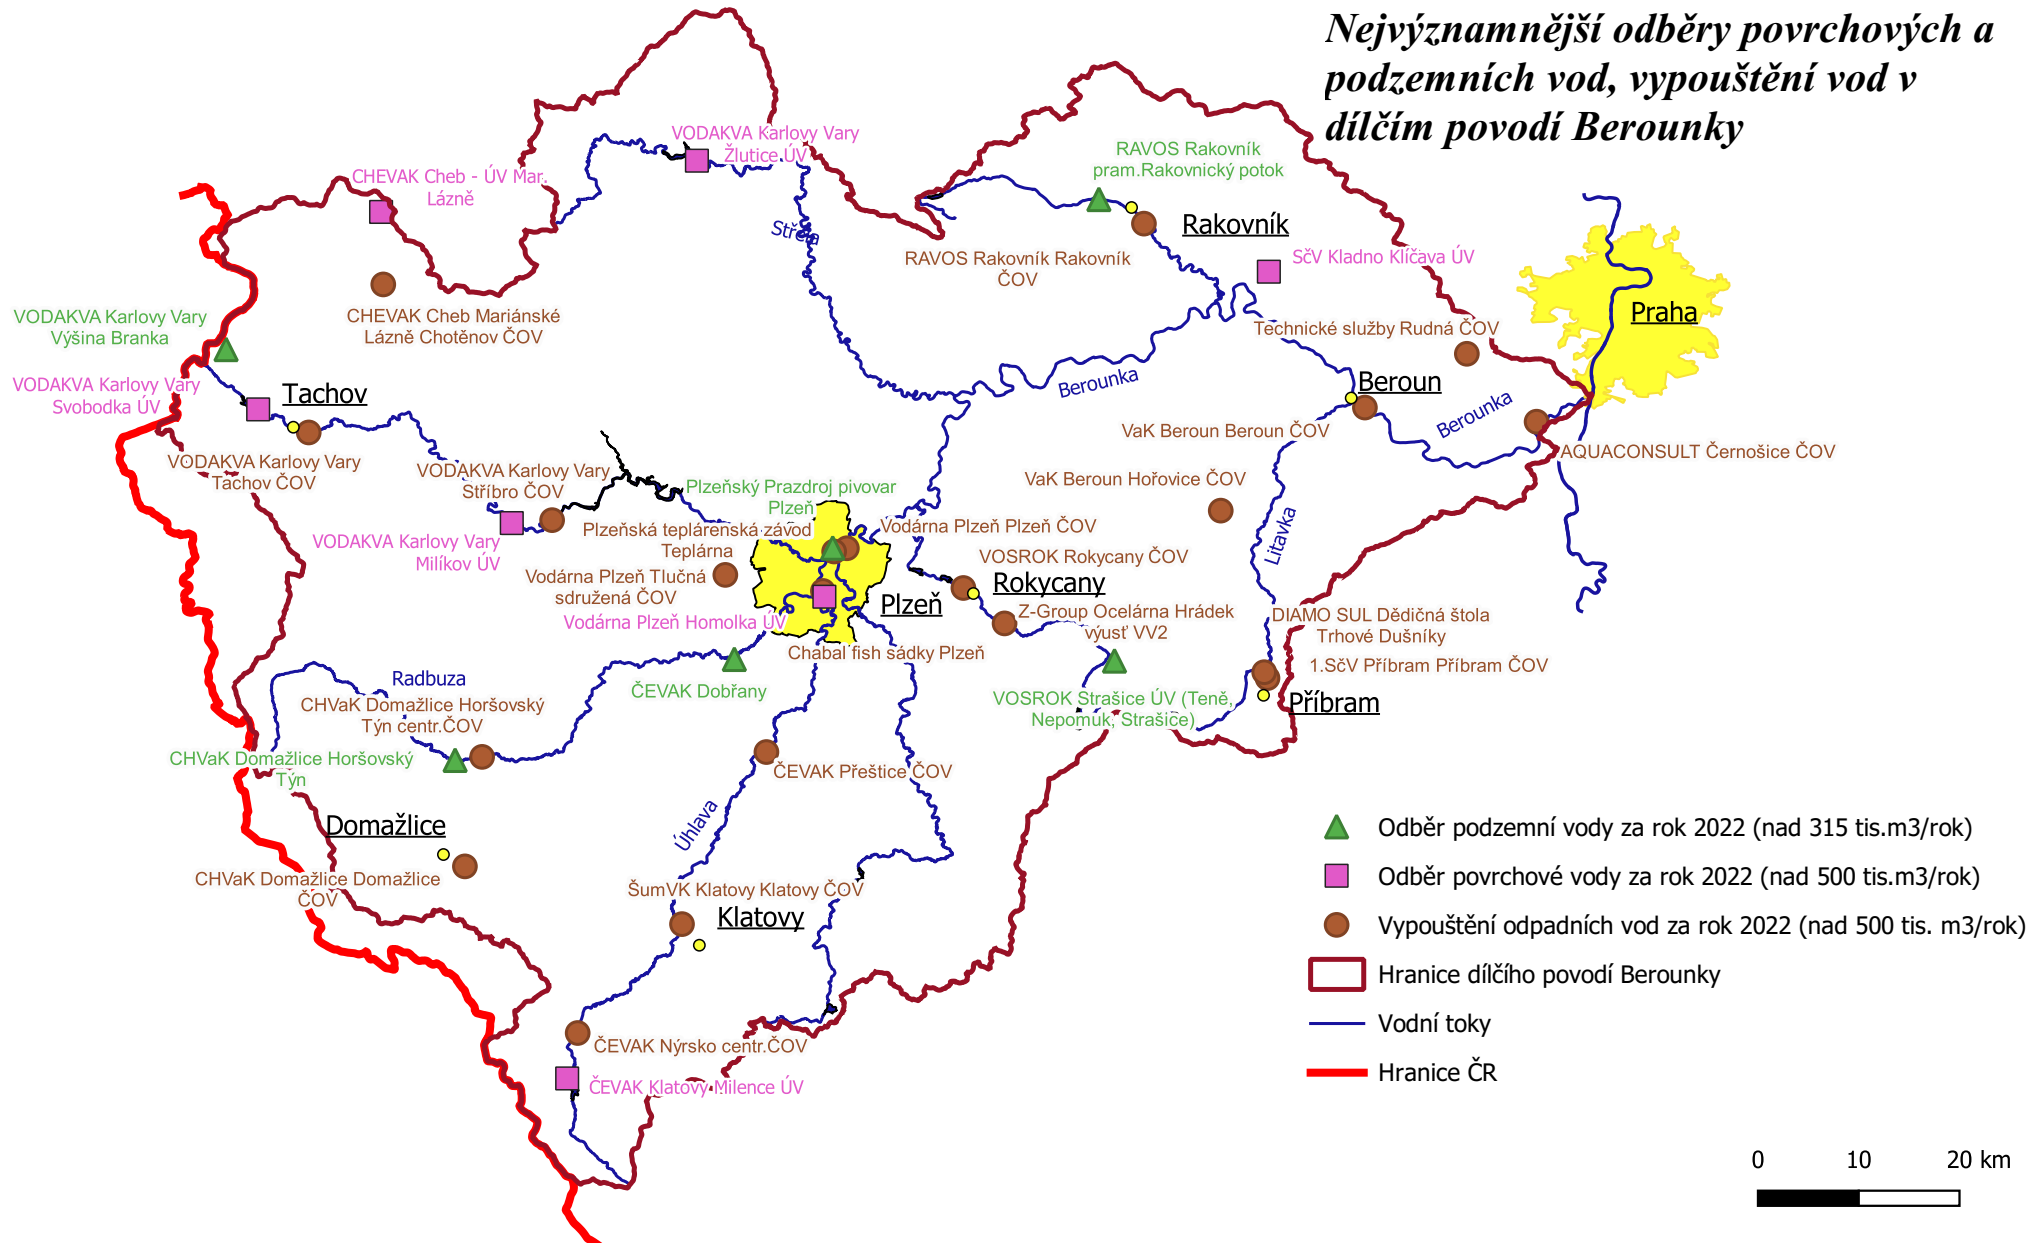 Nejvýznamnější odběry povrchových a
podzemních vod, vypouštění vod v
dílčím povodí Berounky
VODAKVA Karlovy Vary
Žlutice ÚV
RAVOS Rakovník
pram.Rakovnický potok
CHEVAK Cheb - ÚV Mar.
Lázně
Střela
Rakovník
RAVOS Rakovník Rakovník
ČOV
SčV Kladno Klíčava ÚV
Praha
CHEVAK Cheb Mariánské
Lázně Chotěnov ČOV
VODAKVA Karlovy Vary
Výšina Branka
Technické služby Rudná ČOV
VODAKVA Karlovy Vary
Svobodka ÚV
Tachov
Berounka
Beroun
Berounka
VaK Beroun Beroun ČOV
AQUACONSULT Černošice ČOV
VODAKVA Karlovy Vary
Tachov ČOV
VODAKVA Karlovy Vary
Stříbro ČOV
VaK Beroun Hořovice ČOV
Plzeňský Prazdroj pivovar
Plzeň
Plzeňská teplárenská závod
Teplárna
Vodárna Plzeň Plzeň ČOV
VODAKVA Karlovy Vary
Milíkov ÚV
VOSROK Rokycany ČOV
Litavka
Vodárna Plzeň Tlučná
sdružená ČOV
Rokycany
Plzeň
Vodárna Plzeň Homolka ÚV
Z-Group Ocelárna Hrádek
výusť VV2
DIAMO SUL Dědičná štola
Trhové Dušníky
Chabal fish sádky Plzeň
1.SčV Příbram Příbram ČOV
Radbuza
ČEVAK Dobřany
VOSROK Strašice ÚV (Teně,
Nepomuk, Strašice)
Příbram
CHVaK Domažlice Horšovský
Týn centr.ČOV
CHVaK Domažlice Horšovský
Týn
ČEVAK Přeštice ČOV
Úhlava
Domažlice
CHVaK Domažlice Domažlice
ČOV
ŠumVK Klatovy Klatovy ČOV
Klatovy
ČEVAK Nýrsko centr.ČOV
ČEVAK Klatovy Milence ÚV
Odběr podzemní vody za rok 2022 (nad 315 tis.m3/rok)
Odběr povrchové vody za rok 2022 (nad 500 tis.m3/rok)
Vypouštění odpadních vod za rok 2022 (nad 500 tis. m3/rok)
Hranice dílčího povodí Berounky
Vodní toky
Hranice ČR
0 10 20 km